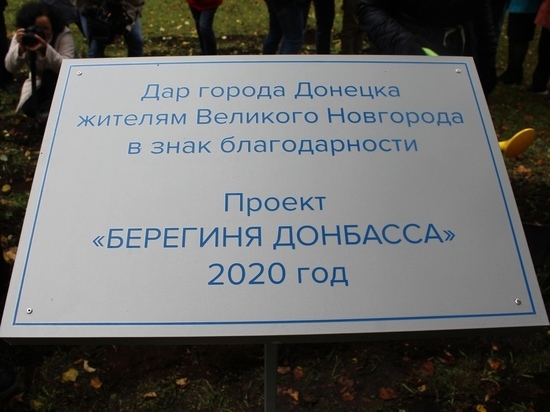 Дар города Донецка
жителям Великого Новгорода
в знак благодарности
Проект
«БЕРЕГИНЯ ДОНБАССА»
2020 год